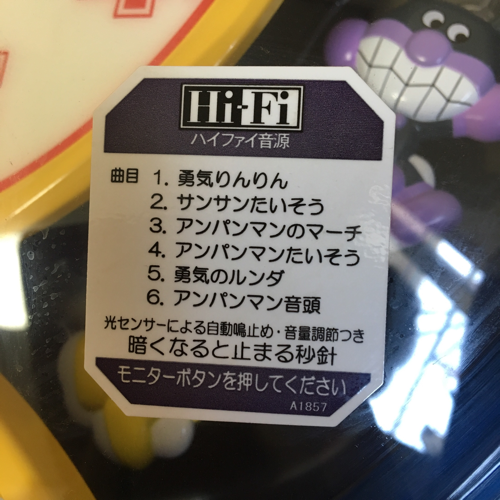 Hi-Fi
ハイファイ音源
曲目 1. 勇気りんりん
2. サンサンたいそう
3. アンパンマンのマーチ
4. アンパンマンたいそう
5. 勇気のルンダ
6. アンパンマン音頭
光センサーによる自動鳴止め・音量調節つき
暗くなると止まる秒針
モニターボタンを押してください
A1857